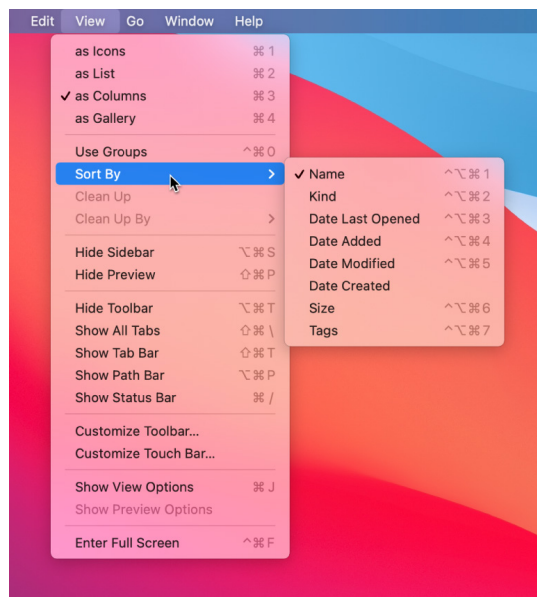 Edit View Go Window Help
as Icons ⌘ 1
as List ⌘ 2
✓ as Columns ⌘ 3
as Gallery ⌘ 4
Use Groups ^⌘ 0
Sort By >
Clean Up
Clean Up By >
Hide Sidebar ⌥⌘ S
Hide Preview ⇧⌘ P
Hide Toolbar ⌥⌘ T
Show All Tabs ⇧⌘ \
Show Tab Bar ⇧⌘ T
Show Path Bar ⌥⌘ P
Show Status Bar ⌘ /
Customize Toolbar...
Customize Touch Bar...
Show View Options ⌘ J
Show Preview Options
Enter Full Screen ^⌘ F
✓ Name ^⌥⌘ 1
Kind ^⌥⌘ 2
Date Last Opened ^⌥⌘ 3
Date Added ^⌥⌘ 4
Date Modified ^⌥⌘ 5
Date Created
Size ^⌥⌘ 6
Tags ^⌥⌘ 7